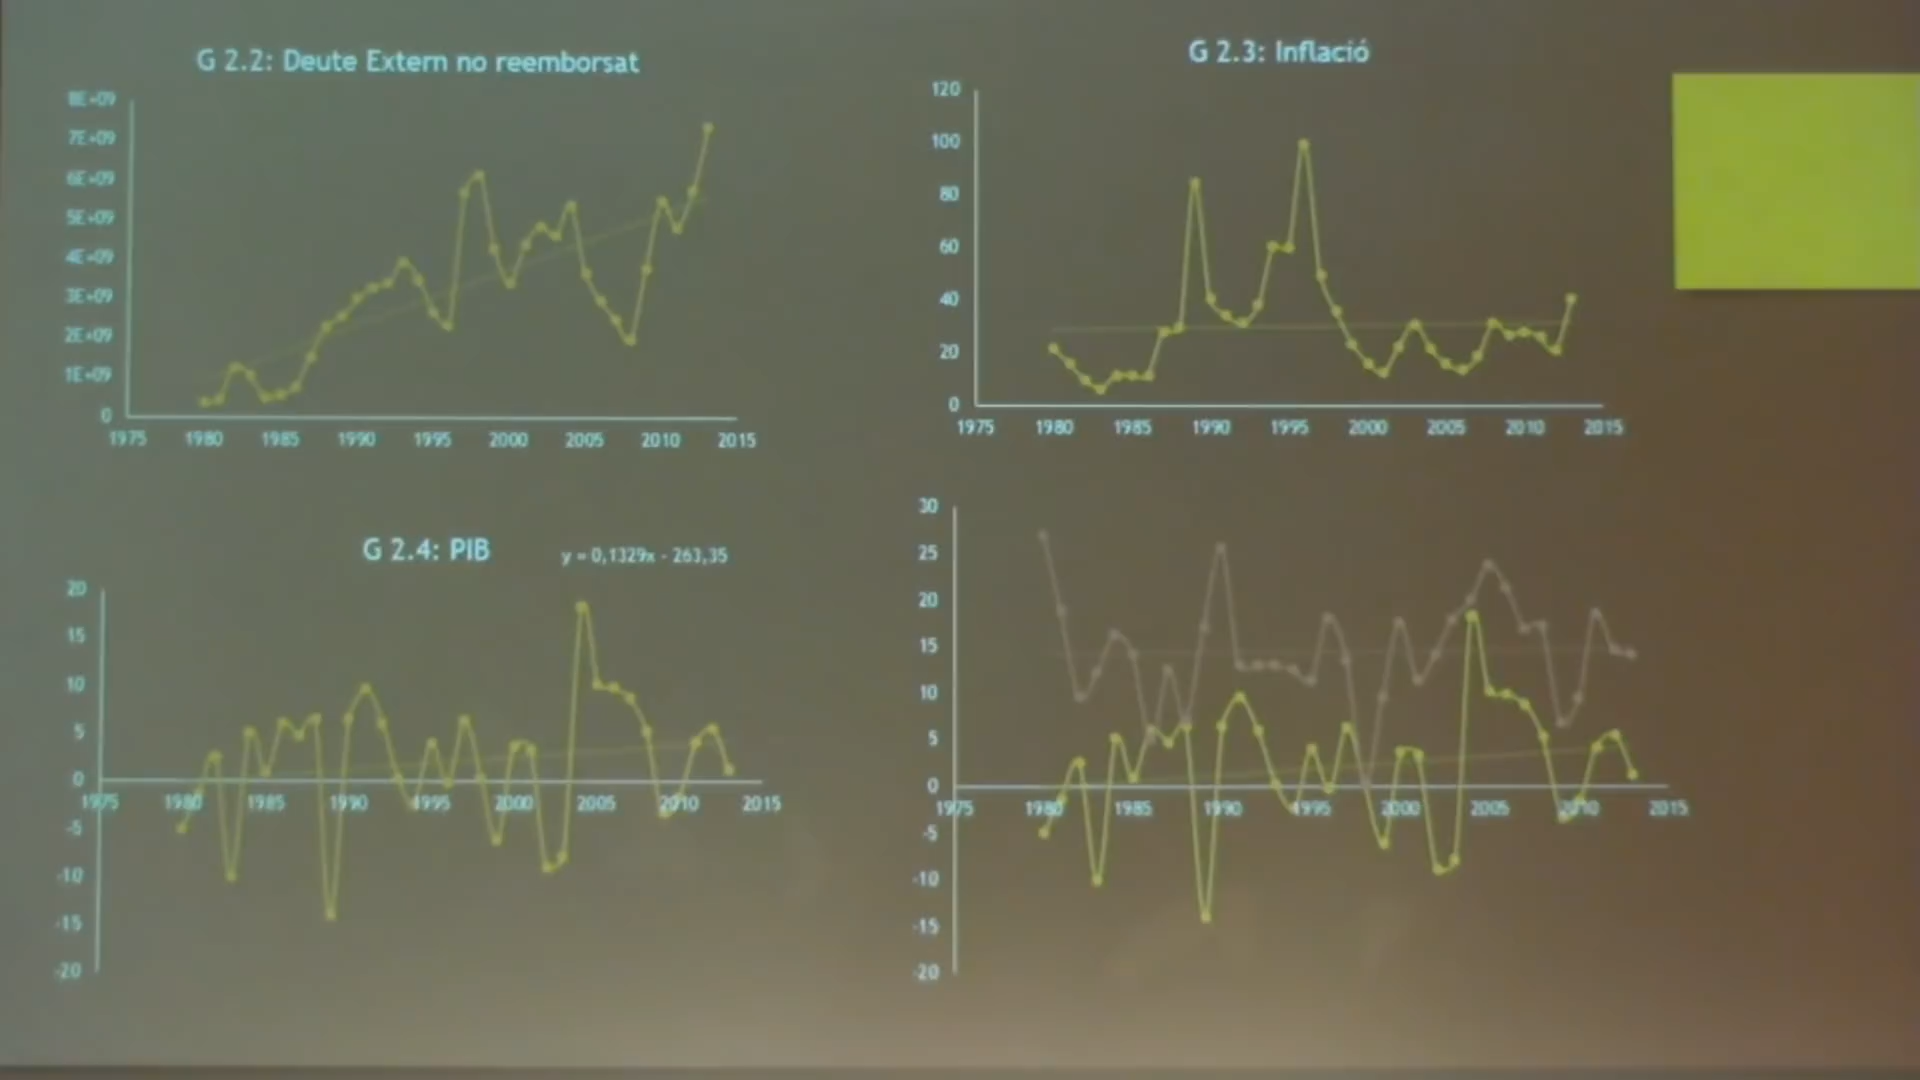 G 2.2: Deute Extern no reemborsat
8E+09
7E+09
6E+09
5E+09
4E+09
3E+09
2E+09
1E+09
0
1975 1980 1985 1990 1995 2000 2005 2010 2015
G 2.3: Inflació
120
100
80
60
40
20
0
1975 1980 1985 1990 1995 2000 2005 2010 2015
G 2.4: PIB
y = 0,1329x - 263,35
20
15
10
5
0
-5
-10
-15
-20
1975 1980 1985 1990 1995 2000 2005 2010 2015
30
25
20
15
10
5
0
-5
-10
-15
-20
1975 1980 1985 1990 1995 2000 2005 2010 2015